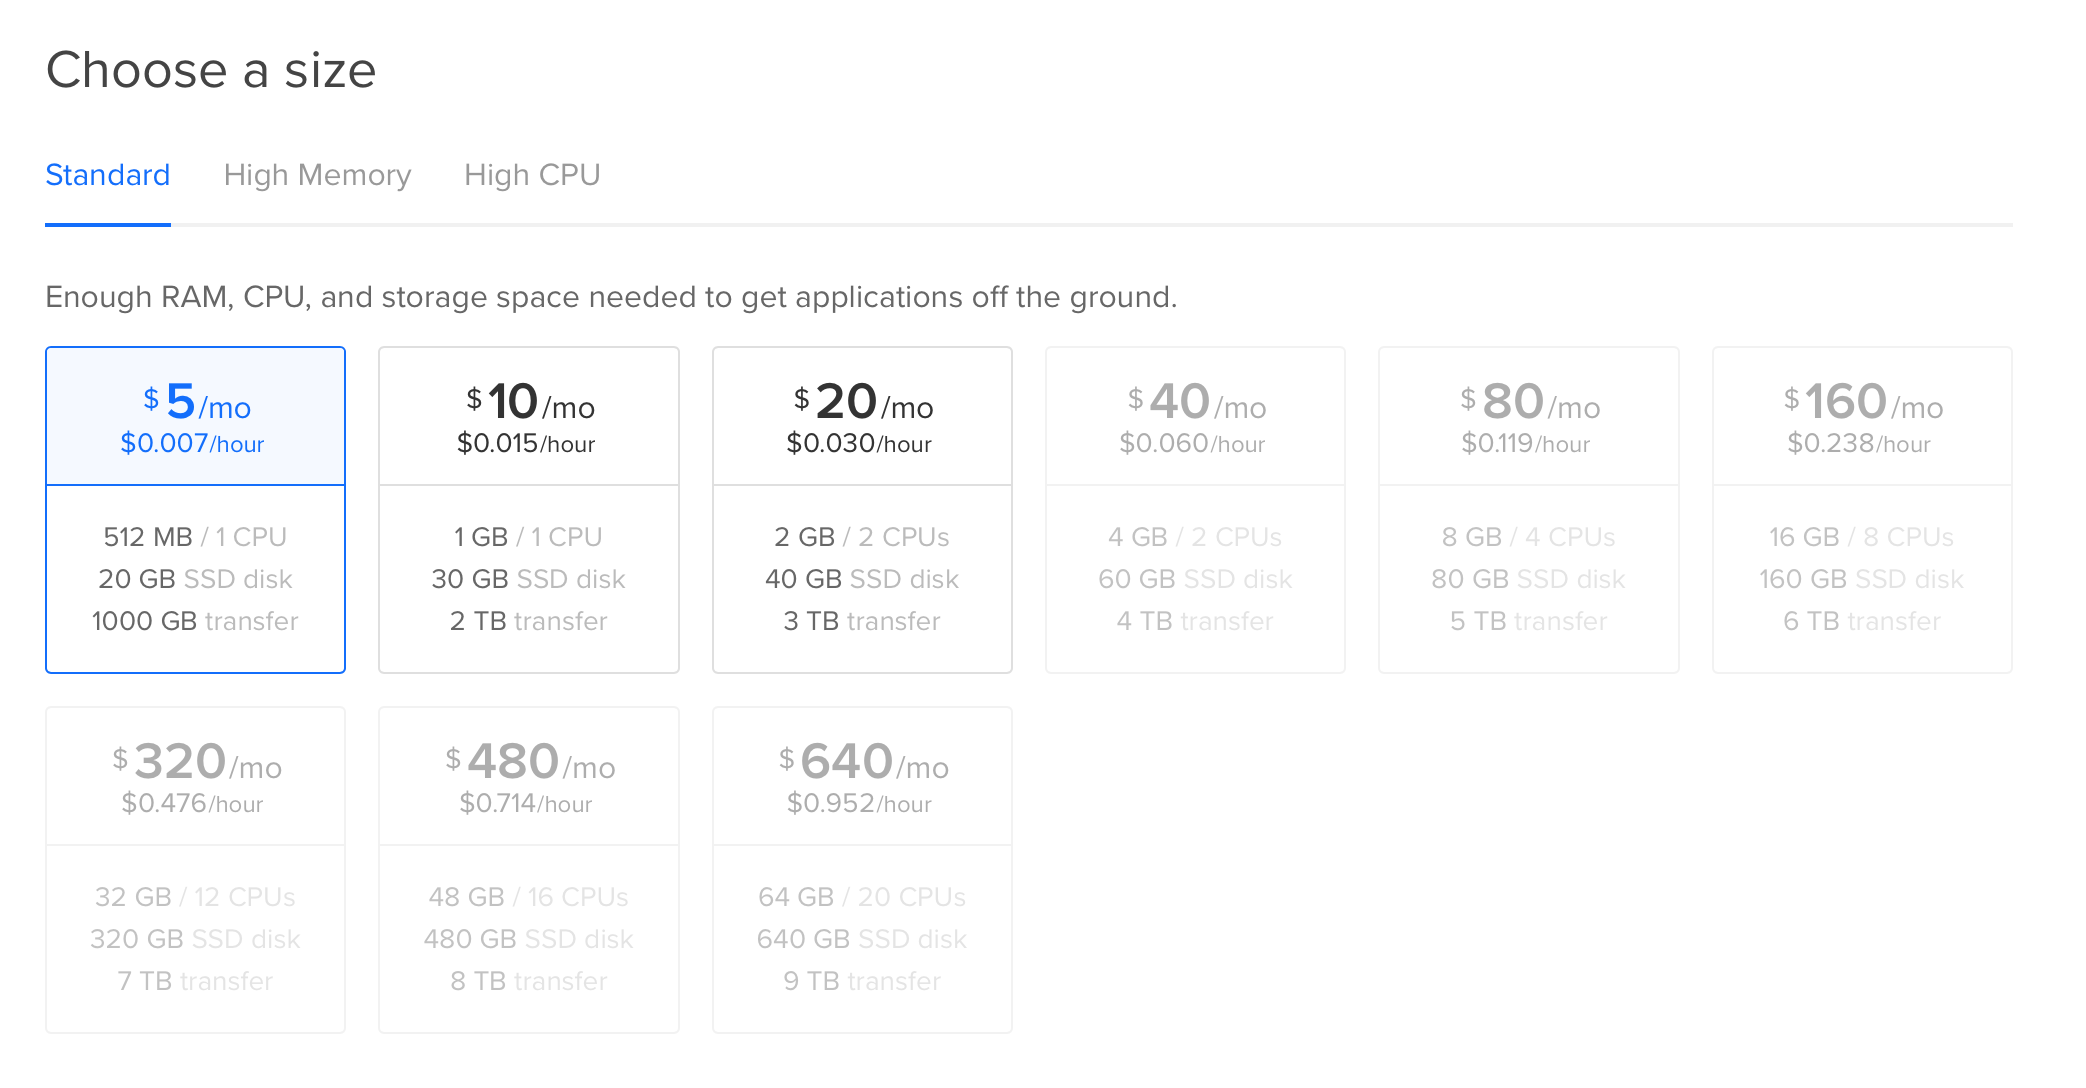 Choose a size
Standard High Memory High CPU
Enough RAM, CPU, and storage space needed to get applications off the ground.
$5/mo
$0.007/hour
512 MB / 1 CPU
20 GB SSD disk
1000 GB transfer
$10/mo
$0.015/hour
1 GB / 1 CPU
30 GB SSD disk
2 TB transfer
$20/mo
$0.030/hour
2 GB / 2 CPUs
40 GB SSD disk
3 TB transfer
$40/mo
$0.060/hour
4 GB / 2 CPUs
60 GB SSD disk
4 TB transfer
$80/mo
$0.119/hour
8 GB / 4 CPUs
80 GB SSD disk
5 TB transfer
$160/mo
$0.238/hour
16 GB / 8 CPUs
160 GB SSD disk
6 TB transfer
$320/mo
$0.476/hour
32 GB / 12 CPUs
320 GB SSD disk
7 TB transfer
$480/mo
$0.714/hour
48 GB / 16 CPUs
480 GB SSD disk
8 TB transfer
$640/mo
$0.952/hour
64 GB / 20 CPUs
640 GB SSD disk
9 TB transfer